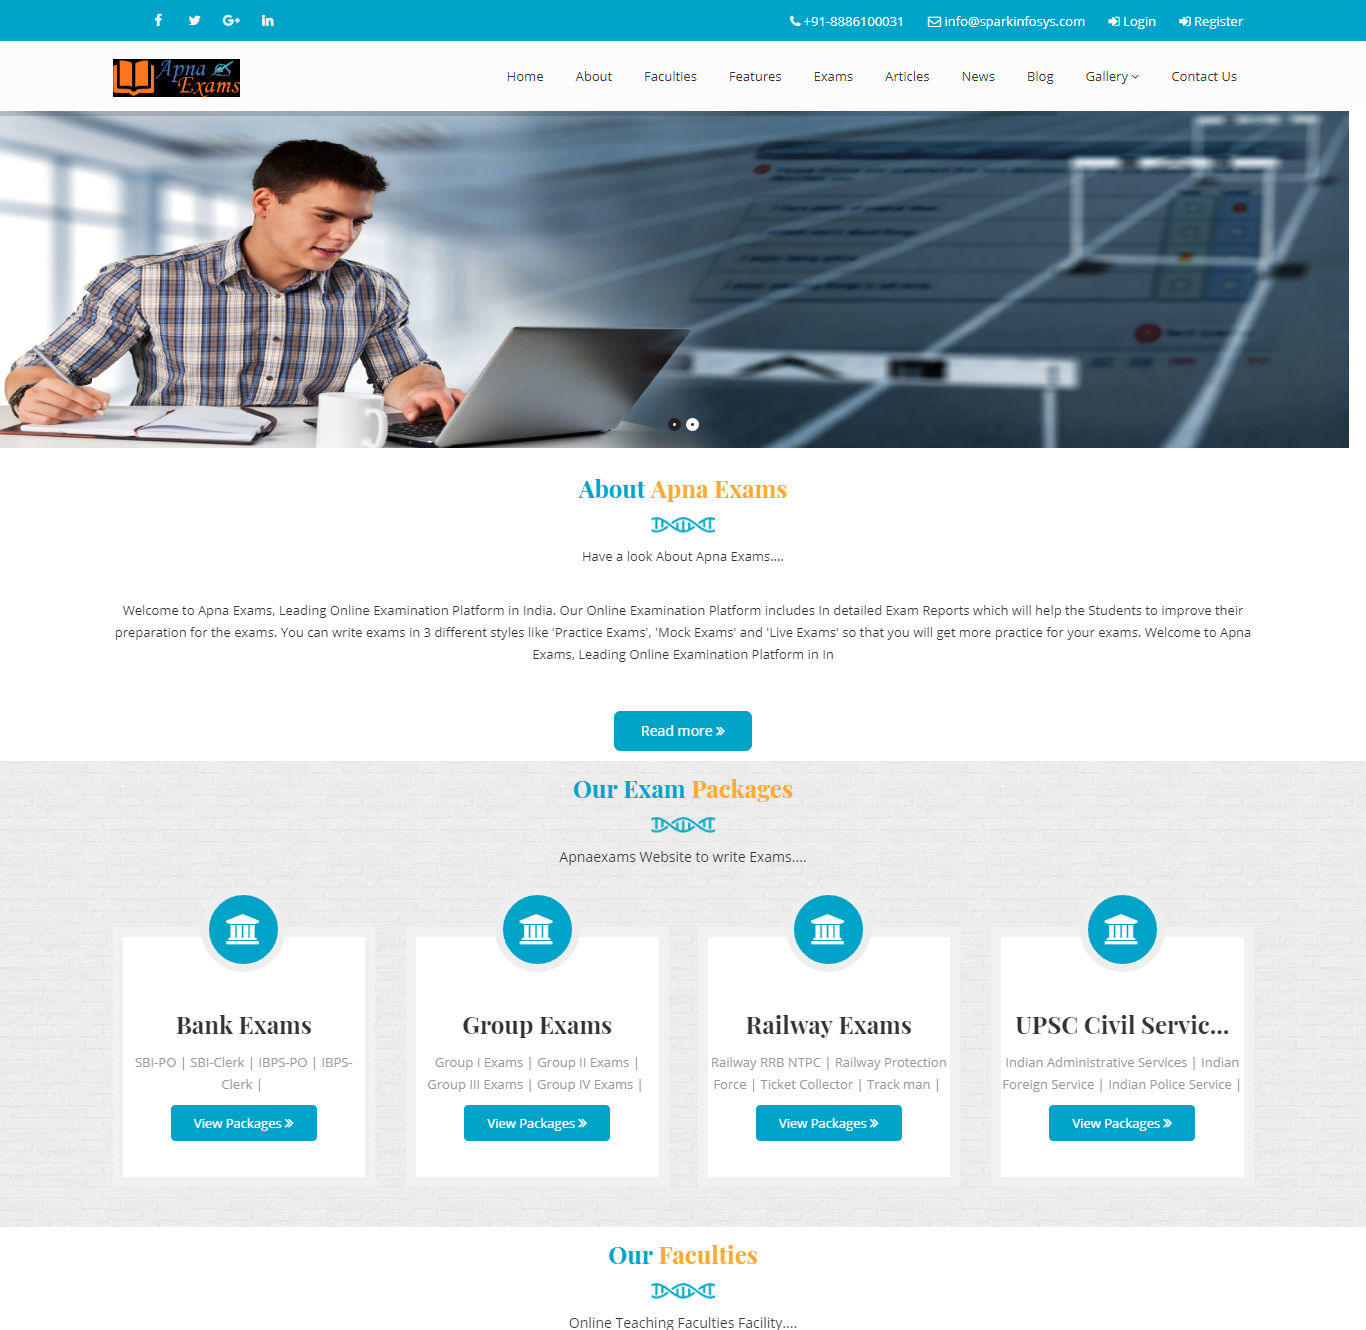 +91-8886100031 info@sparkinfosys.com Login Register
Apna Exams
Home About Faculties Features Exams Articles News Blog Gallery Contact Us
About Apna Exams
Have a look About Apna Exams....
Welcome to Apna Exams, Leading Online Examination Platform in India. Our Online Examination Platform includes In detailed Exam Reports which will help the Students to improve their
preparation for the exams. You can write exams in 3 different styles like 'Practice Exams', 'Mock Exams' and 'Live Exams' so that you will get more practice for your exams. Welcome to Apna
Exams, Leading Online Examination Platform in In
Read more »
Our Exam Packages
Apnaexams Website to write Exams....
Bank Exams
SBI-PO | SBI-Clerk | IBPS-PO | IBPS-
Clerk |
View Packages »
Group Exams
Group I Exams | Group II Exams |
Group III Exams | Group IV Exams |
View Packages »
Railway Exams
Railway RRB NTPC | Railway Protection
Force | Ticket Collector | Track man |
View Packages »
UPSC Civil Servic...
Indian Administrative Services | Indian
Foreign Service | Indian Police Service |
View Packages »
Our Faculties
Online Teaching Faculties Facility....